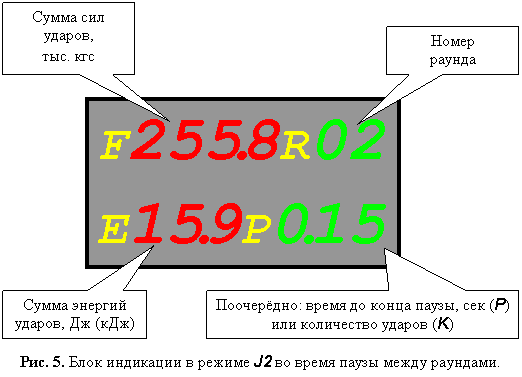 Сумма сил
ударов,
тыс. кгс
Номер
раунда
F255.8R02
E15.9P0.15
Сумма энергий
ударов, Дж (кДж)
Поочерёдно: время до конца паузы, сек (P)
или количество ударов (K)
Рис. 5. Блок индикации в режиме J2 во время паузы между раундами.